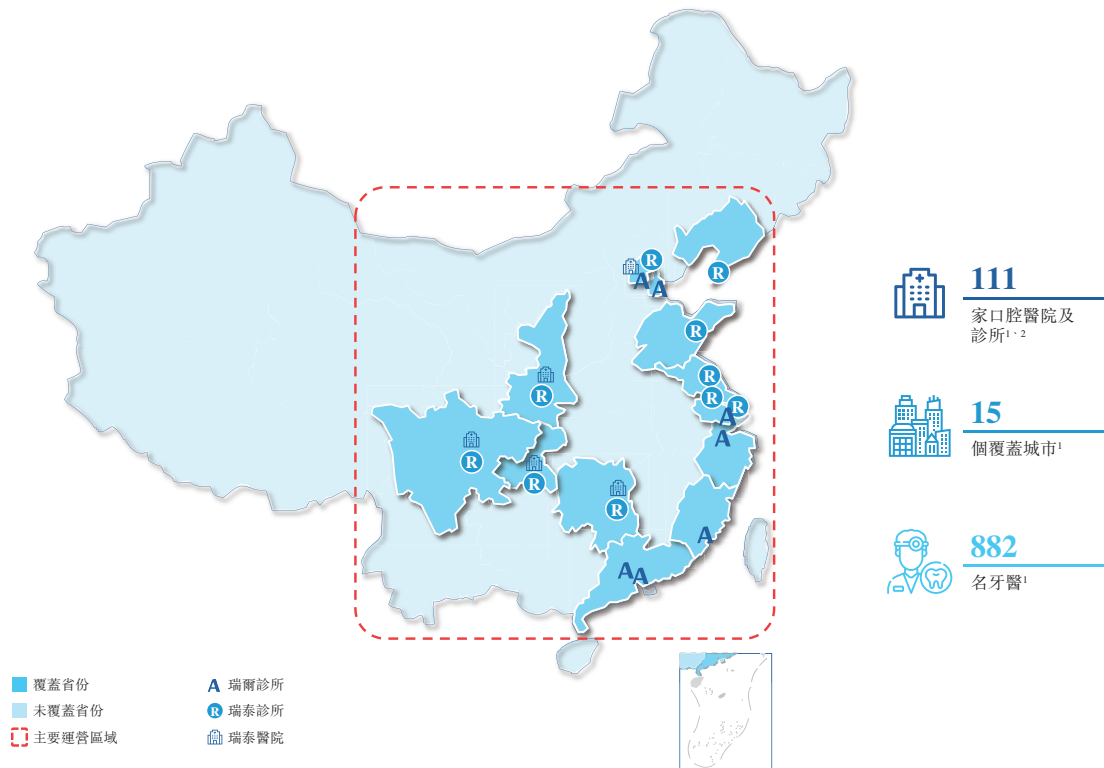 111
家口腔醫院及
診所1、2
15
個覆蓋城市1
882
名牙醫1
R
R
A
A
R
R
R
R
R
A
A
R
R
R
A
A
A
覆蓋省份
未覆蓋省份
主要運營區域
A 瑞爾診所
R 瑞泰診所
瑞泰醫院